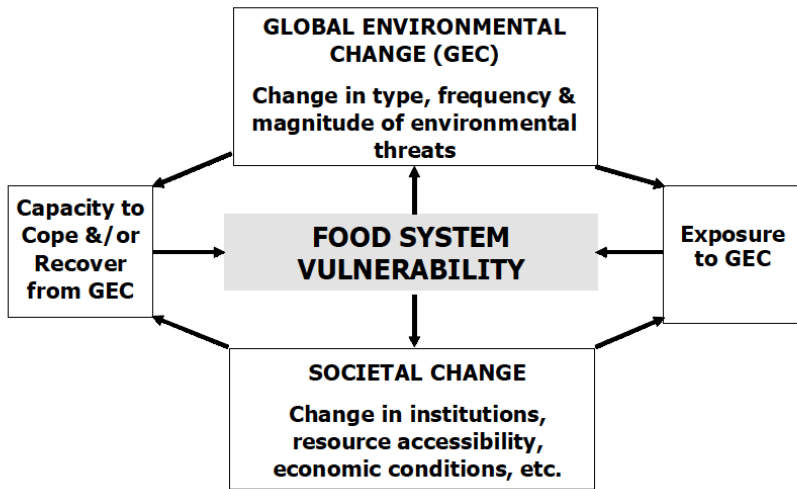 GLOBAL ENVIRONMENTAL
CHANGE (GEC)
Change in type, frequency &
magnitude of environmental
threats
Capacity to
Cope &/or
Recover
from GEC
FOOD SYSTEM
VULNERABILITY
Exposure
to GEC
SOCIETAL CHANGE
Change in institutions,
resource accessibility,
economic conditions, etc.